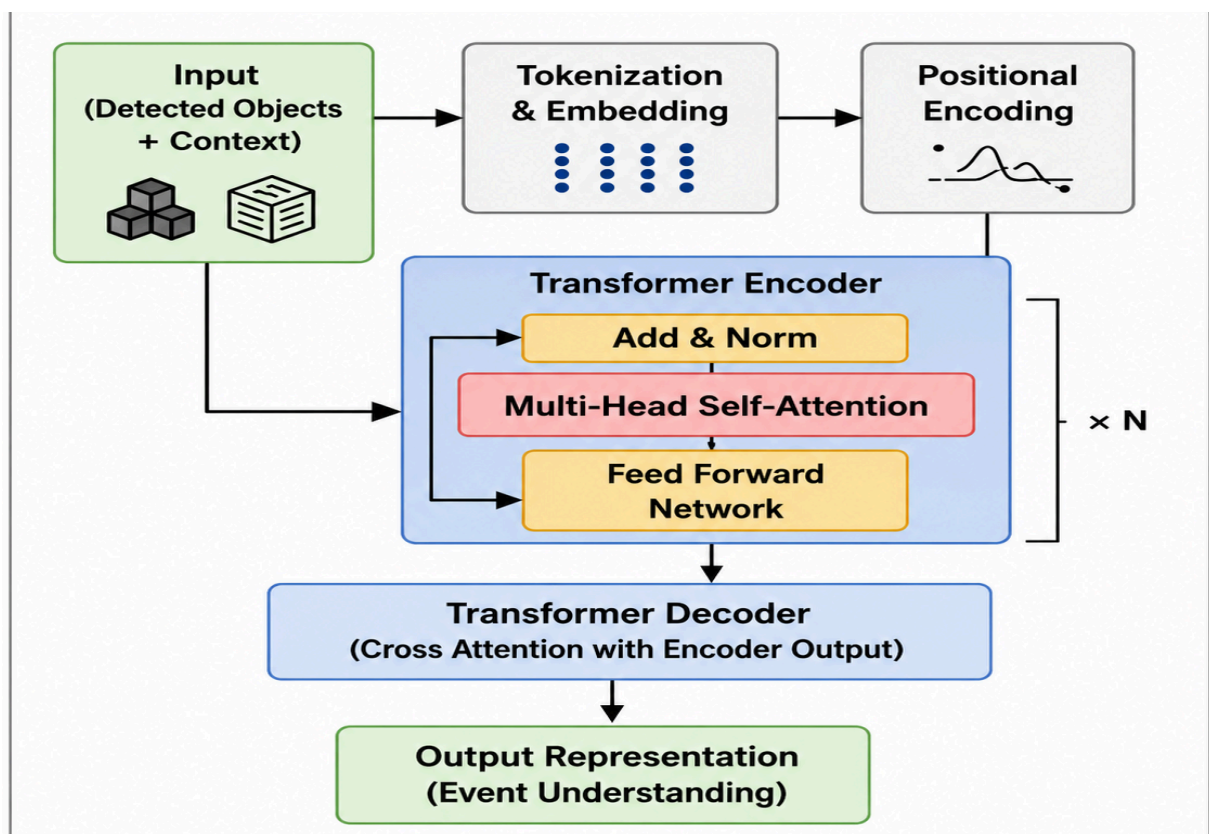 Input
(Detected Objects
+ Context)
Tokenization
& Embedding
Positional
Encoding
Transformer Encoder
Add & Norm
Multi-Head Self-Attention
Feed Forward
Network
× N
Transformer Decoder
(Cross Attention with Encoder Output)
Output Representation
(Event Understanding)